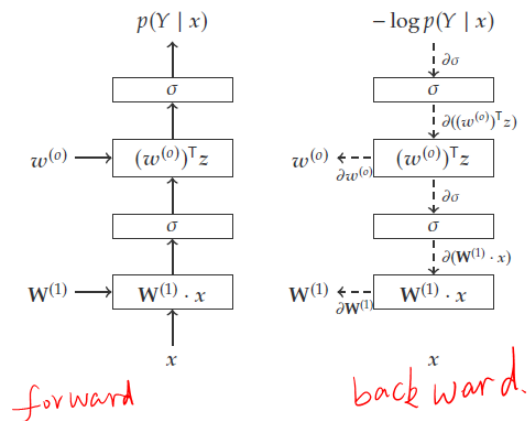 p(Y | x)
σ
w^(o)
(w^(o))^⊤ z
σ
W^(1)
W^(1) · x
x
forward
− log p(Y | x)
∂σ
σ
∂((w^(o))^⊤ z)
w^(o)
∂w^(o)
(w^(o))^⊤ z
∂σ
σ
∂(W^(1) · x)
W^(1)
∂W^(1)
W^(1) · x
x
backward.